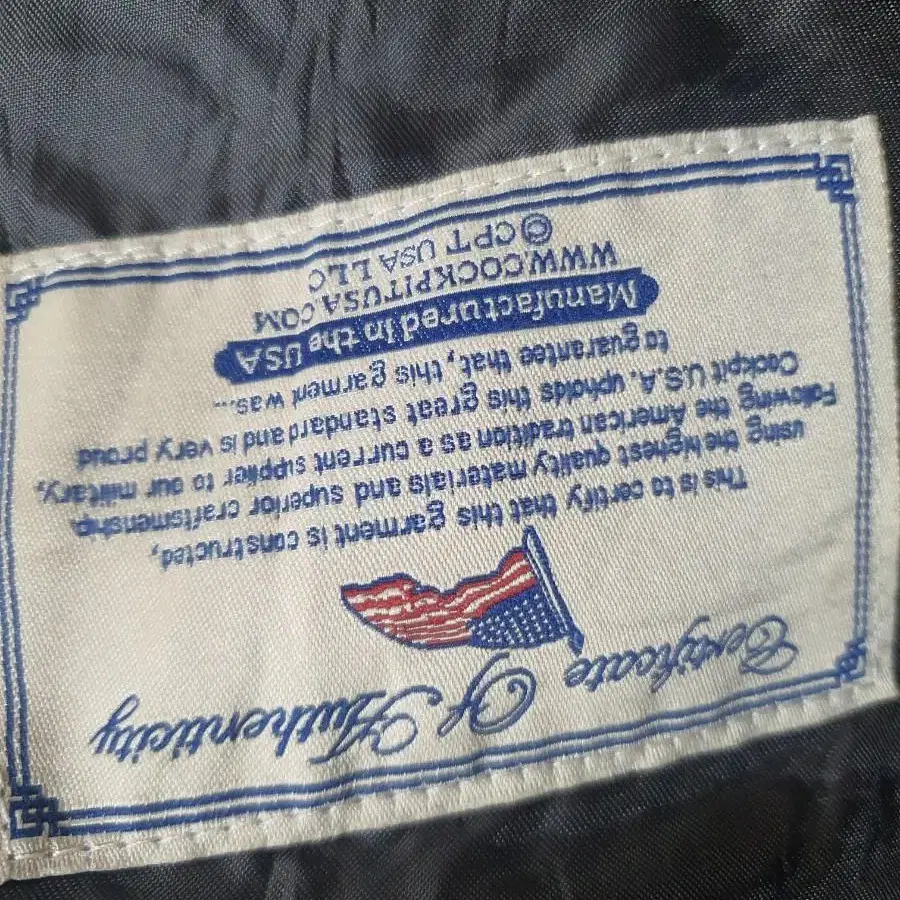 Certificate Of Authenticity
This is to certify that this garment is constructed,
using the highest quality materials and superior craftsmenship.
Following the American tradition as a current supplier to our military,
Cockpit U.S.A. upholds this great standard and is very proud
to guarantee that, this garment was...
Manufactured In the USA
WWW.COCKPITUSA.COM
©CPT USA LLC